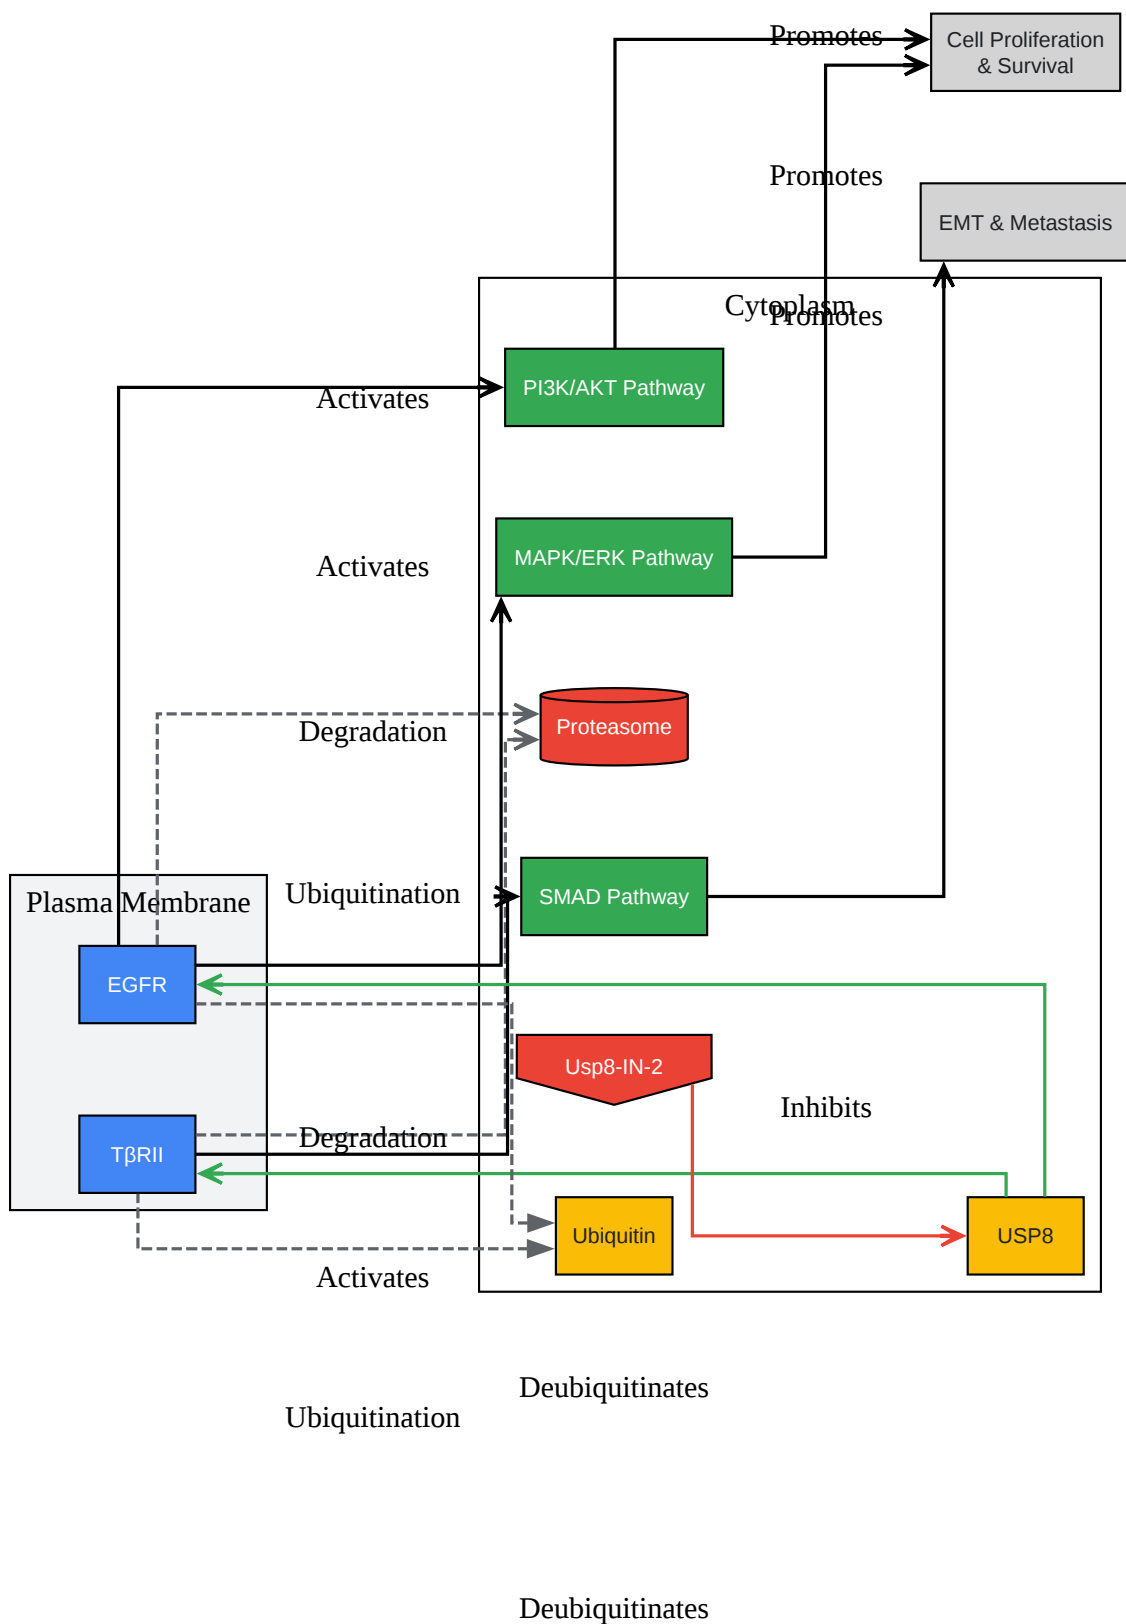 Promotes
Cell Proliferation
& Survival
Promotes
EMT & Metastasis
Cytoplasm
Promotes
PI3K/AKT Pathway
Activates
MAPK/ERK Pathway
Activates
Proteasome
Degradation
Ubiquitination
SMAD Pathway
Plasma Membrane
EGFR
Usp8-IN-2
Inhibits
Degradation
TβRII
Ubiquitin
USP8
Activates
Deubiquitinates
Ubiquitination
Deubiquitinates